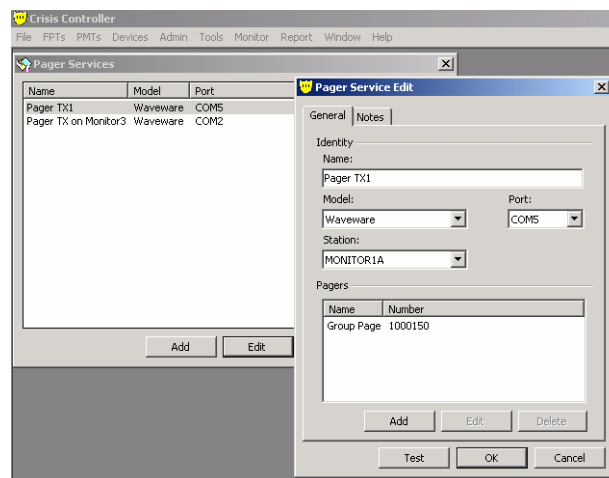 Crisis Controller
File FPTs PMTs Devices Admin Tools Monitor Report Window Help
Pager Services
Name Model Port
Pager TX1 Waveware COM5
Pager TX on Monitor3 Waveware COM2
Add Edit
Pager Service Edit
General Notes
Identity
Name:
Pager TX1
Model: Port:
Waveware COM5
Station:
MONITOR1A
Pagers
Name Number
Group Page 1000150
Add Edit Delete
Test OK Cancel